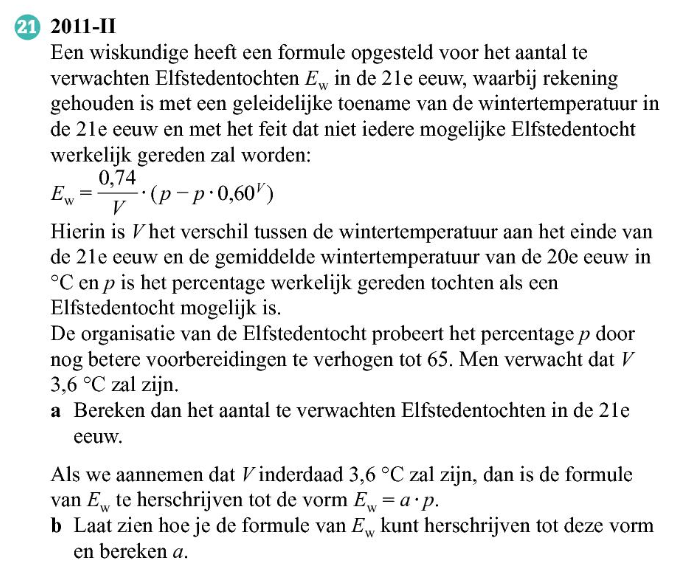 21 2011-II
Een wiskundige heeft een formule opgesteld voor het aantal te
verwachten Elfstedentochten E_w in de 21e eeuw, waarbij rekening
gehouden is met een geleidelijke toename van de wintertemperatuur in
de 21e eeuw en met het feit dat niet iedere mogelijke Elfstedentocht
werkelijk gereden zal worden:
E_w = 0,74/V · (p − p · 0,60^V)
Hierin is V het verschil tussen de wintertemperatuur aan het einde van
de 21e eeuw en de gemiddelde wintertemperatuur van de 20e eeuw in
°C en p is het percentage werkelijk gereden tochten als een
Elfstedentocht mogelijk is.
De organisatie van de Elfstedentocht probeert het percentage p door
nog betere voorbereidingen te verhogen tot 65. Men verwacht dat V
3,6 °C zal zijn.
a Bereken dan het aantal te verwachten Elfstedentochten in de 21e
eeuw.
Als we aannemen dat V inderdaad 3,6 °C zal zijn, dan is de formule
van E_w te herschrijven tot de vorm E_w = a · p.
b Laat zien hoe je de formule van E_w kunt herschrijven tot deze vorm
en bereken a.